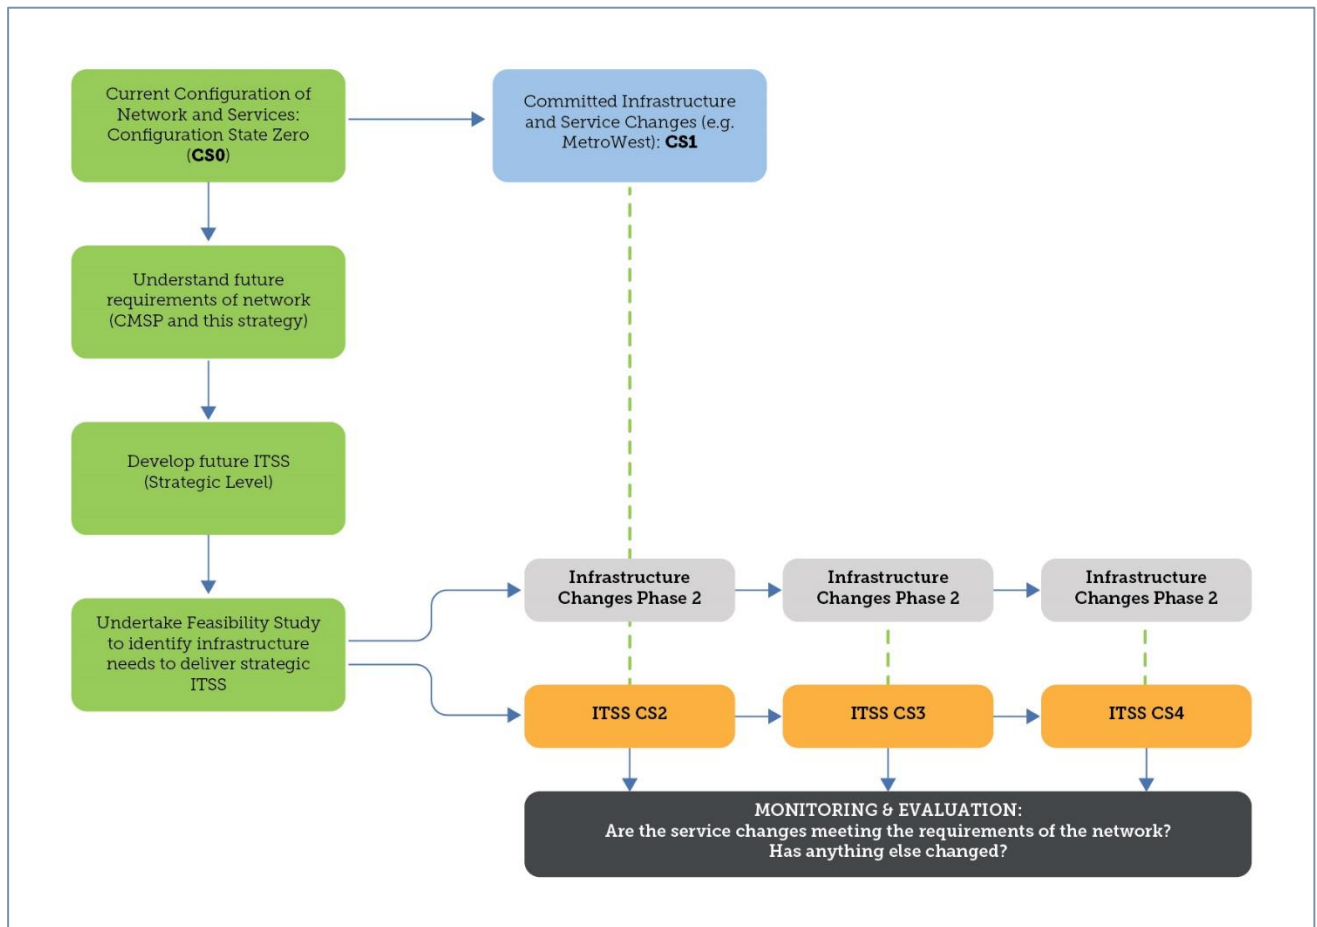 Current Configuration of
Network and Services:
Configuration State Zero
(CS0)
Committed Infrastructure
and Service Changes (e.g.
MetroWest): CS1
Understand future
requirements of network
(CMSP and this strategy)
Develop future ITSS
(Strategic Level)
Undertake Feasibility Study
to identify infrastructure
needs to deliver strategic
ITSS
Infrastructure
Changes Phase 2
Infrastructure
Changes Phase 2
Infrastructure
Changes Phase 2
ITSS CS2
ITSS CS3
ITSS CS4
MONITORING & EVALUATION:
Are the service changes meeting the requirements of the network?
Has anything else changed?